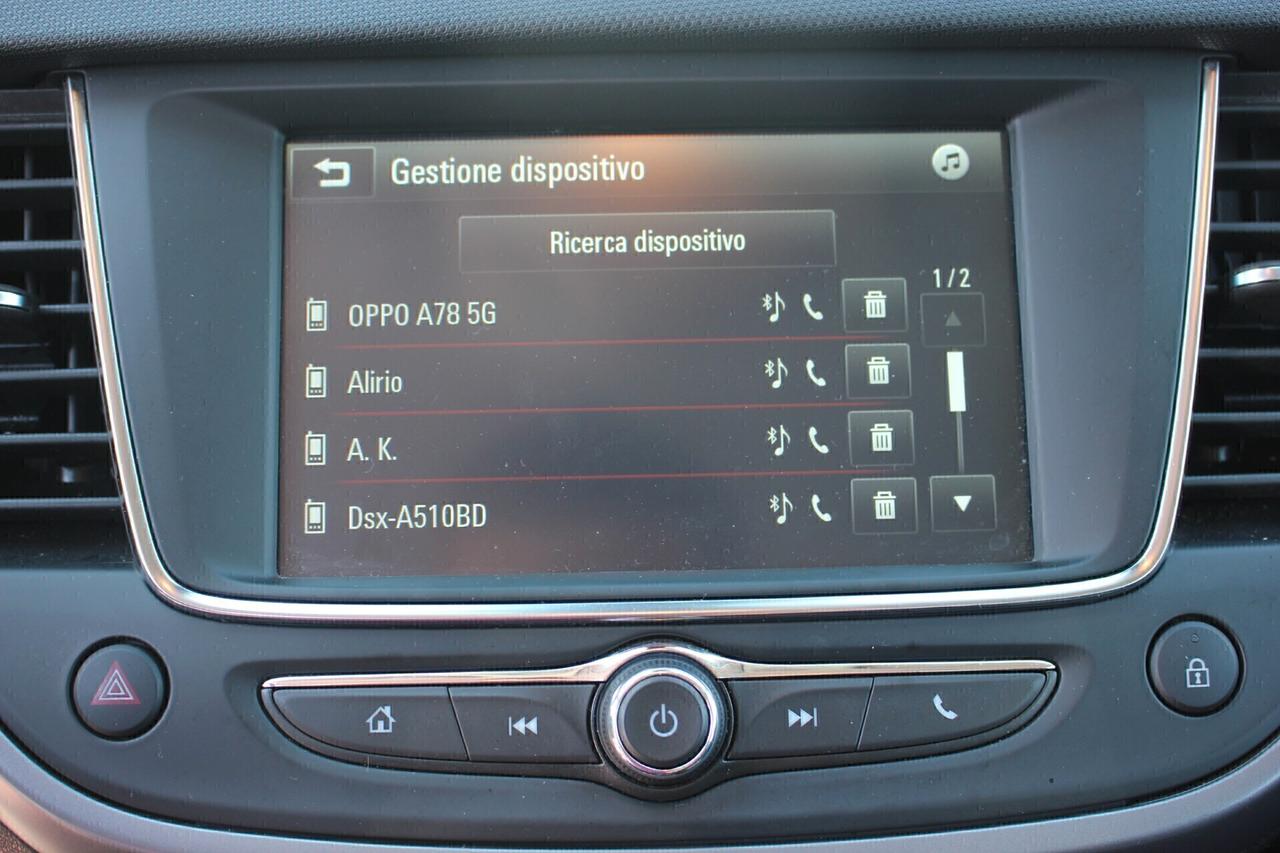 Gestione dispositivo
Ricerca dispositivo
1/2
OPPO A78 5G
Alirio
A. K.
Dsx-A510BD